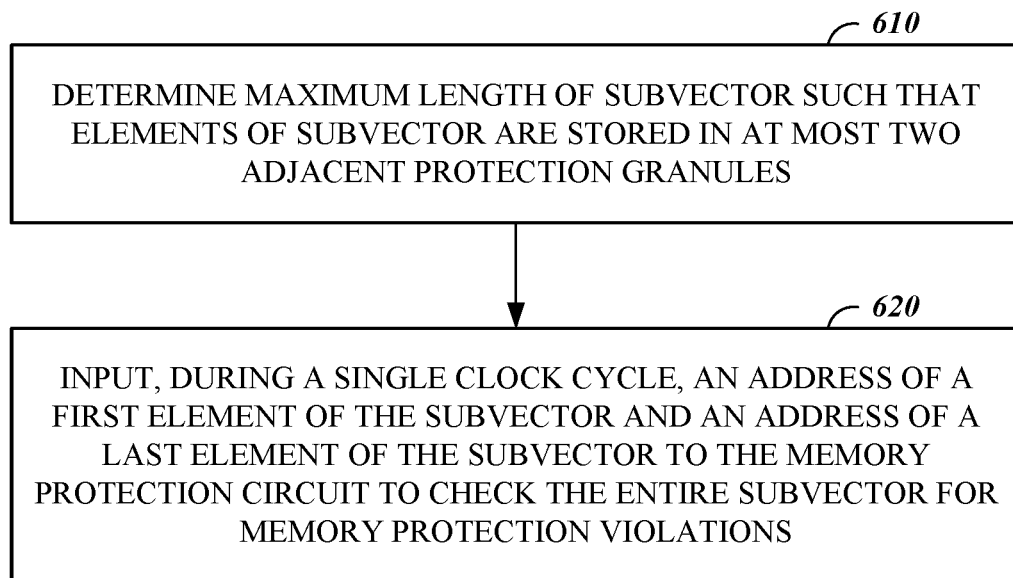 610
DETERMINE MAXIMUM LENGTH OF SUBVECTOR SUCH THAT
ELEMENTS OF SUBVECTOR ARE STORED IN AT MOST TWO
ADJACENT PROTECTION GRANULES
620
INPUT, DURING A SINGLE CLOCK CYCLE, AN ADDRESS OF A
FIRST ELEMENT OF THE SUBVECTOR AND AN ADDRESS OF A
LAST ELEMENT OF THE SUBVECTOR TO THE MEMORY
PROTECTION CIRCUIT TO CHECK THE ENTIRE SUBVECTOR FOR
MEMORY PROTECTION VIOLATIONS